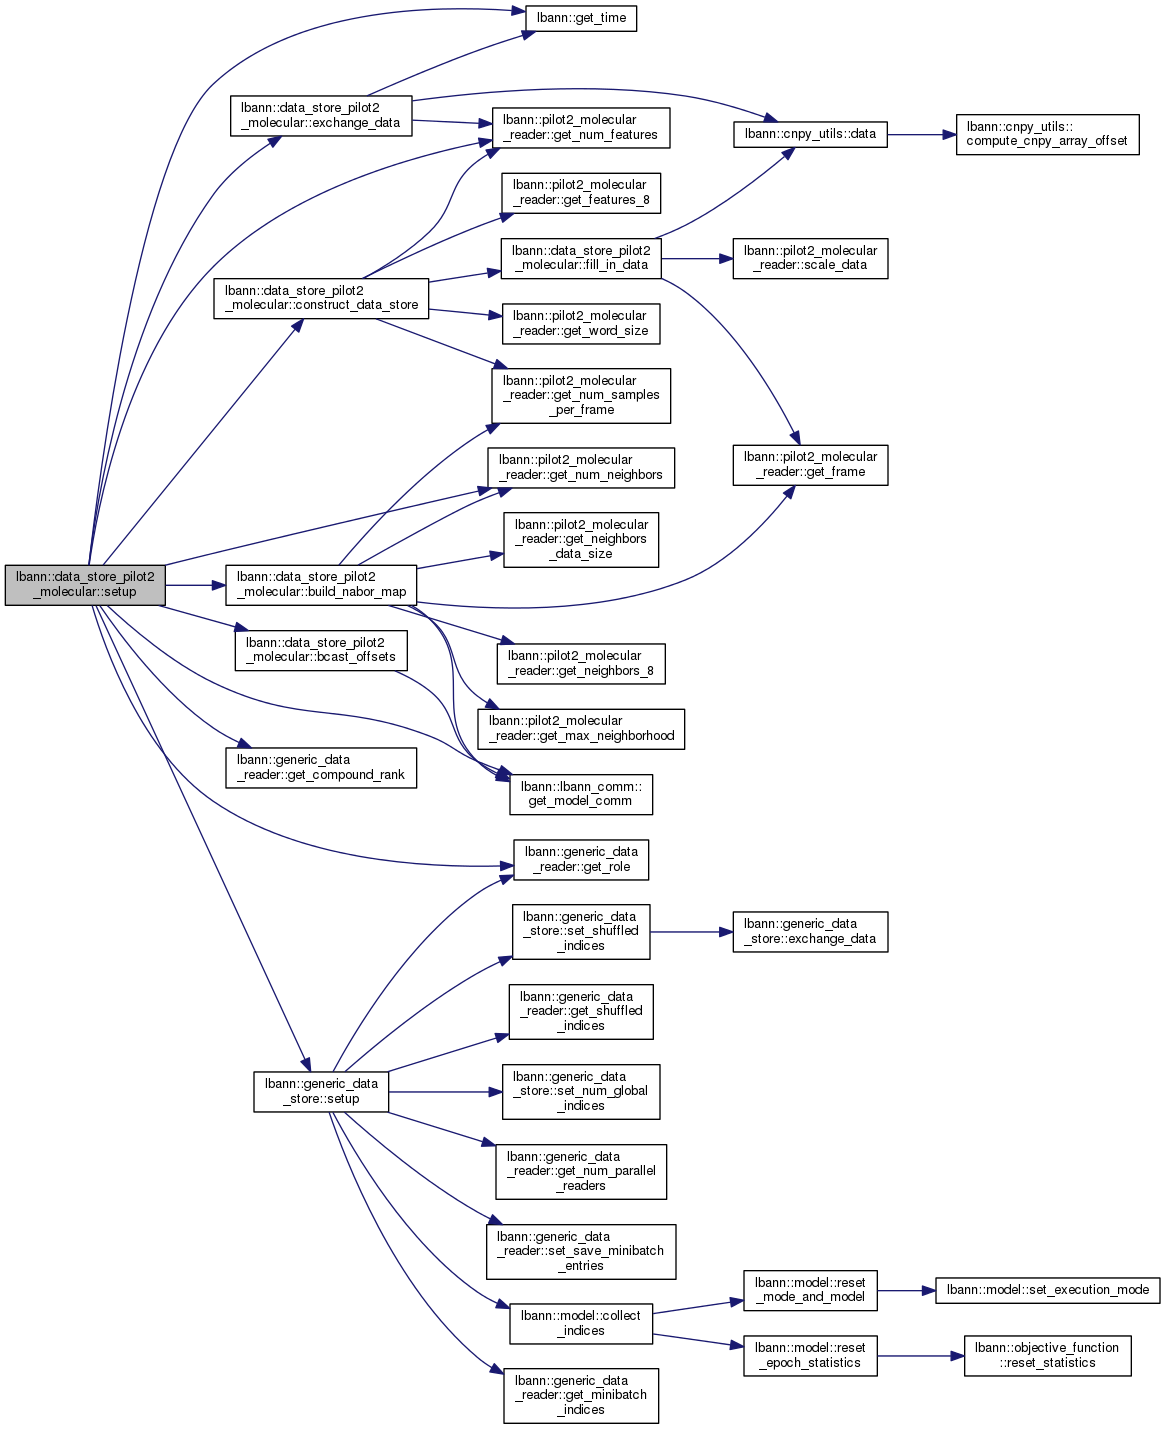 lbann::get_time
lbann::data_store_pilot2
_molecular::exchange_data
lbann::pilot2_molecular
_reader::get_num_features
lbann::cnpy_utils::data
lbann::cnpy_utils::
compute_cnpy_array_offset
lbann::pilot2_molecular
_reader::get_features_8
lbann::data_store_pilot2
_molecular::fill_in_data
lbann::pilot2_molecular
_reader::scale_data
lbann::data_store_pilot2
_molecular::construct_data_store
lbann::pilot2_molecular
_reader::get_word_size
lbann::pilot2_molecular
_reader::get_num_samples
_per_frame
lbann::pilot2_molecular
_reader::get_frame
lbann::pilot2_molecular
_reader::get_num_neighbors
lbann::pilot2_molecular
_reader::get_neighbors
_data_size
lbann::data_store_pilot2
_molecular::setup
lbann::data_store_pilot2
_molecular::build_nabor_map
lbann::data_store_pilot2
_molecular::bcast_offsets
lbann::pilot2_molecular
_reader::get_neighbors_8
lbann::pilot2_molecular
_reader::get_max_neighborhood
lbann::generic_data
_reader::get_compound_rank
lbann::lbann_comm::
get_model_comm
lbann::generic_data
_reader::get_role
lbann::generic_data
_store::set_shuffled
_indices
lbann::generic_data
_store::exchange_data
lbann::generic_data
_reader::get_shuffled
_indices
lbann::generic_data
_store::setup
lbann::generic_data
_store::set_num_global
_indices
lbann::generic_data
_reader::get_num_parallel
_readers
lbann::generic_data
_reader::set_save_minibatch
_entries
lbann::model::collect
_indices
lbann::model::reset
_mode_and_model
lbann::model::set_execution_mode
lbann::model::reset
_epoch_statistics
lbann::objective_function
::reset_statistics
lbann::generic_data
_reader::get_minibatch
_indices